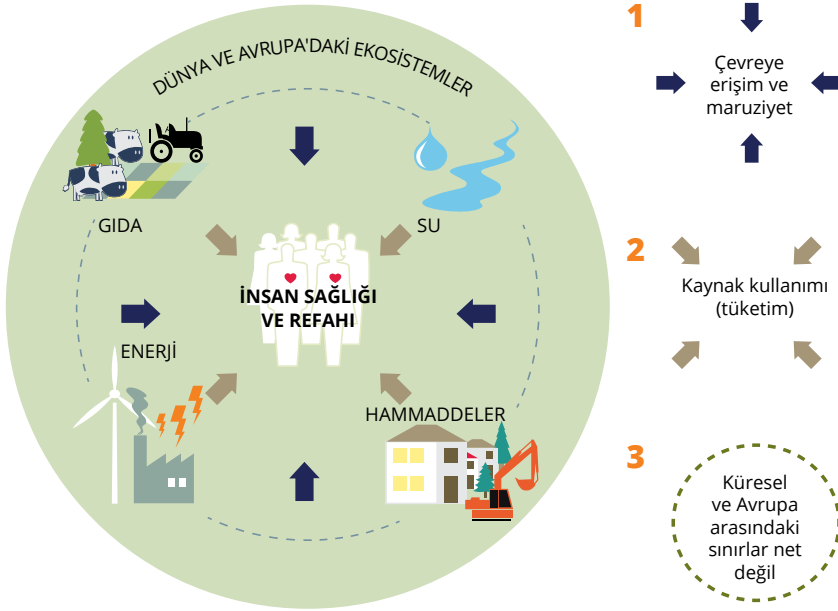 DÜNYA VE AVRUPA'DAKİ EKOSİSTEMLER
GIDA
SU
İNSAN SAĞLIĞI
VE REFAHI
ENERJİ
HAMMADDELER
1
Çevreye
erişim ve
maruziyet
2
Kaynak kullanımı
(tüketim)
3
Küresel
ve Avrupa
arasındaki
sınırlar net
değil